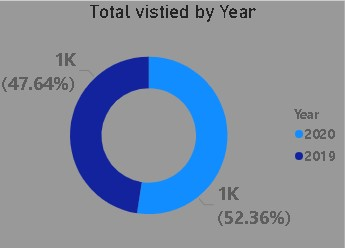 Total vistied by Year
1K
(47.64%)
Year
2020
2019
1K
(52.36%)